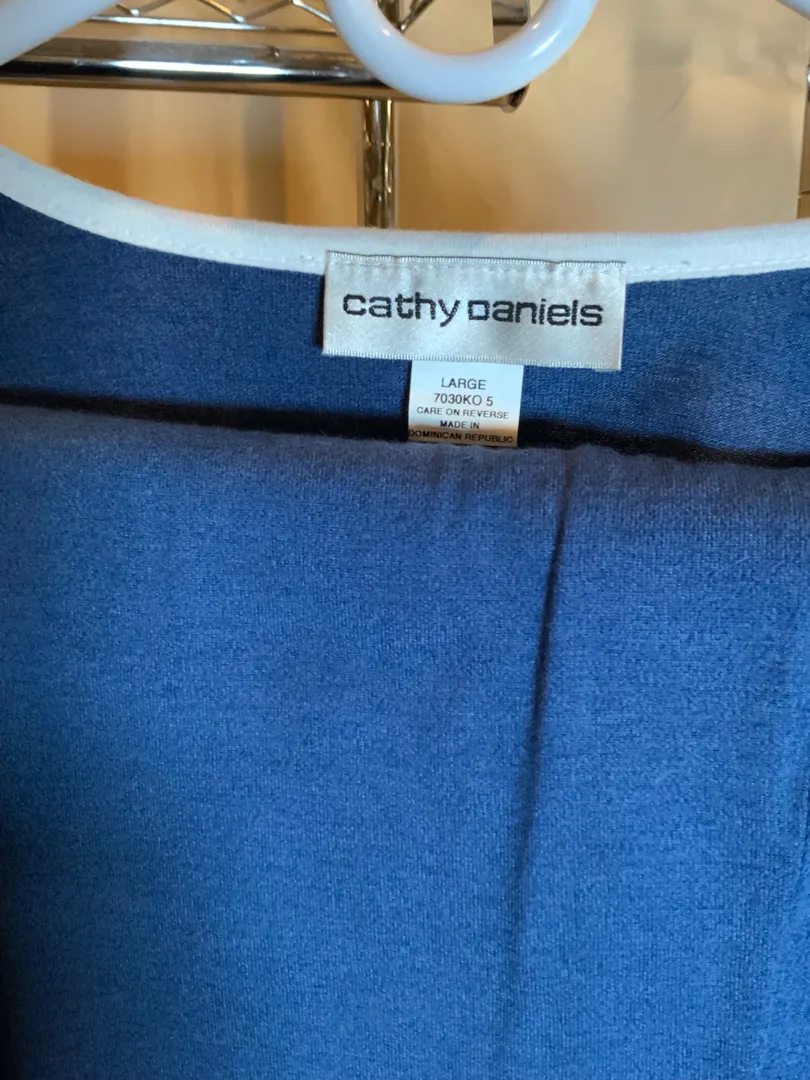 cathy Daniels
LARGE
7030KO 5
CARE ON REVERSE
MADE IN
DOMINICAN REPUBLIC